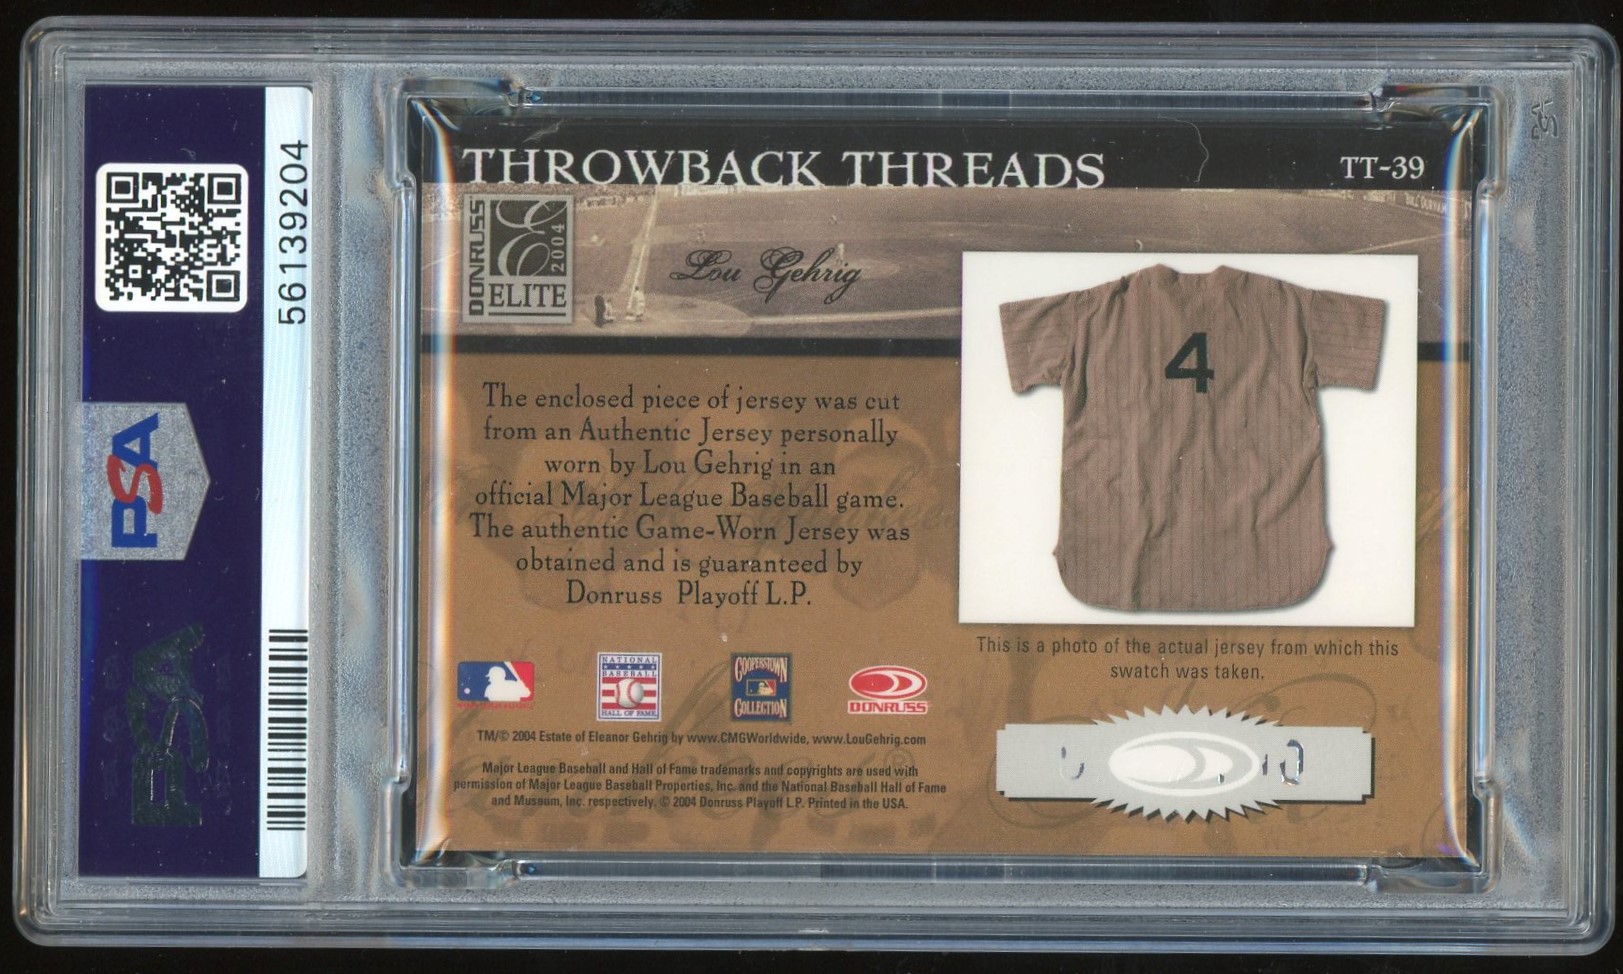 56139204
PSA
THROWBACK THREADS
TT-39
DONRUSS
ELITE
2004
Lou Gehrig
4
The enclosed piece of jersey was cut
from an Authentic Jersey personally
worn by Lou Gehrig in an
official Major League Baseball game.
The authentic Game-Worn Jersey was
obtained and is guaranteed by
Donruss Playoff L.P.
This is a photo of the actual jersey from which this
swatch was taken.
NATIONAL
BASEBALL
HALL OF FAME
COOPERSTOWN
COLLECTION
DONRUSS
TM/© 2004 Estate of Eleanor Gehrig by www.CMGWorldwide, www.LouGehrig.com
Major League Baseball and Hall of Fame trademarks and copyrights are used with
permission of Major League Baseball Properties, Inc. and the National Baseball Hall of Fame
and Museum, Inc. respectively. © 2004 Donruss Playoff L.P. Printed in the USA.